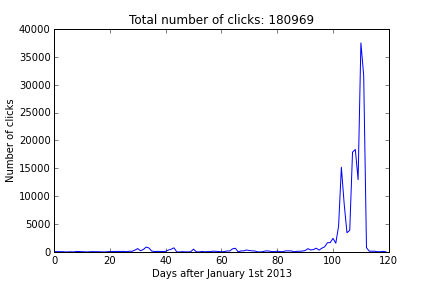 Total number of clicks: 180969
40000
35000
30000
25000
20000
15000
10000
5000
0
Number of clicks
0 20 40 60 80 100 120
Days after January 1st 2013